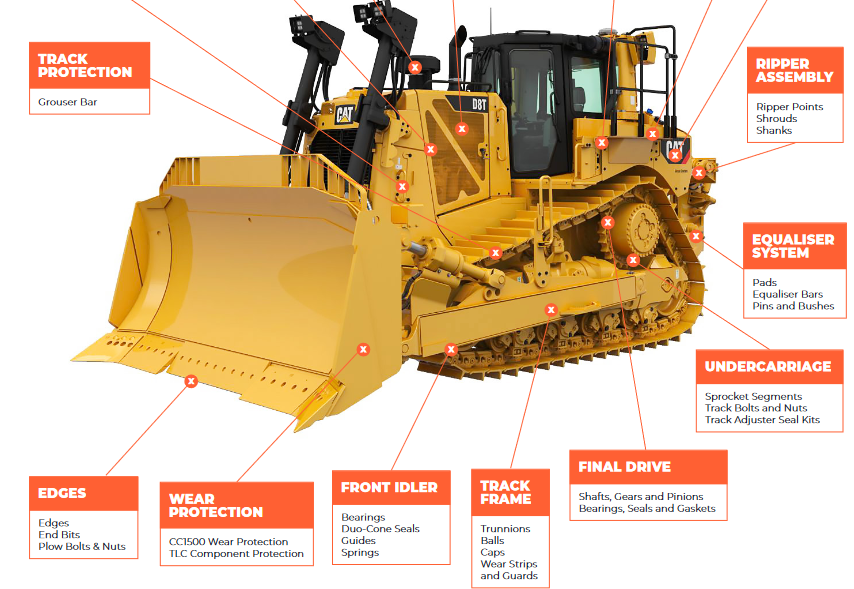 TRACK
PROTECTION
Grouser Bar
CAT
D8T
CAT
RIPPER
ASSEMBLY
Ripper Points
Shrouds
Shanks
EQUALISER
SYSTEM
Pads
Equaliser Bars
Pins and Bushes
UNDERCARRIAGE
Sprocket Segments
Track Bolts and Nuts
Track Adjuster Seal Kits
EDGES
Edges
End Bits
Plow Bolts & Nuts
WEAR
PROTECTION
CC1500 Wear Protection
TLC Component Protection
FRONT IDLER
Bearings
Duo-Cone Seals
Guides
Springs
TRACK
FRAME
Trunnions
Balls
Caps
Wear Strips
and Guards
FINAL DRIVE
Shafts, Gears and Pinions
Bearings, Seals and Gaskets